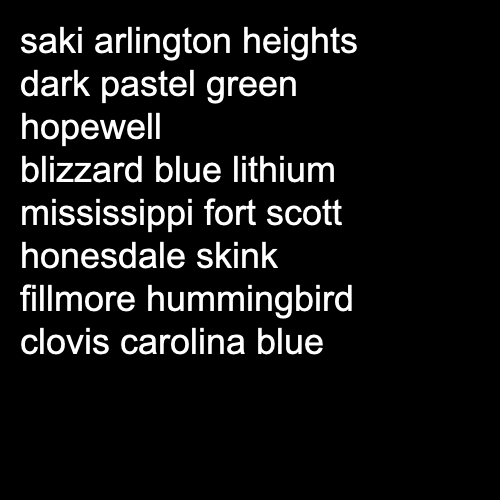 saki arlington heights
dark pastel green
hopewell
blizzard blue lithium
mississippi fort scott
honesdale skink
fillmore hummingbird
clovis carolina blue